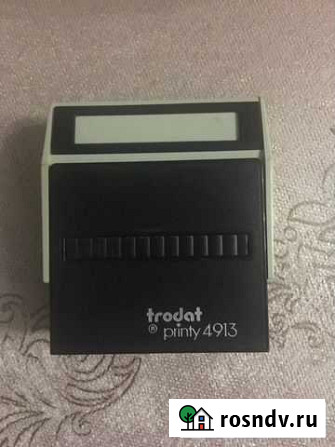 trodat
® printy 4913
rosndv.ru